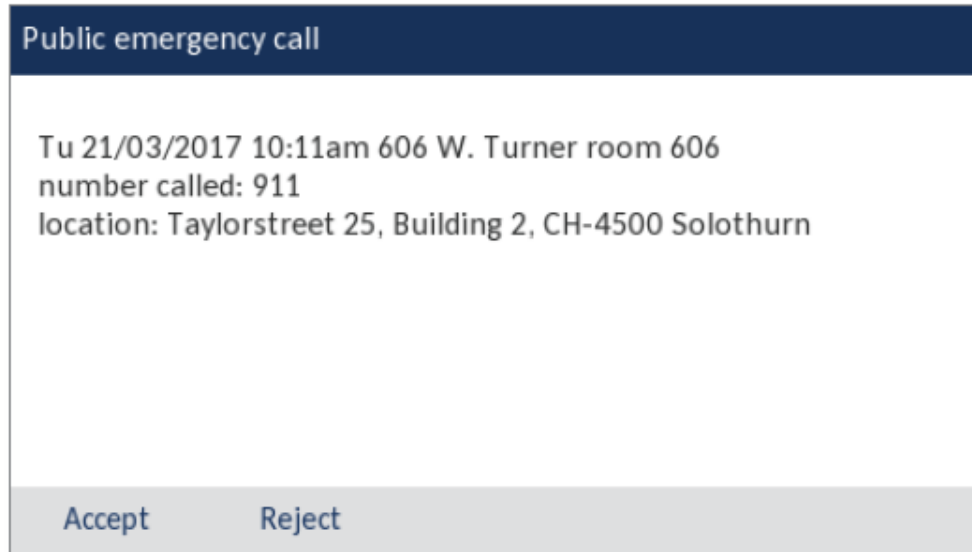 Public emergency call
Tu 21/03/2017 10:11am 606 W. Turner room 606
number called: 911
location: Taylorstreet 25, Building 2, CH-4500 Solothurn
Accept Reject